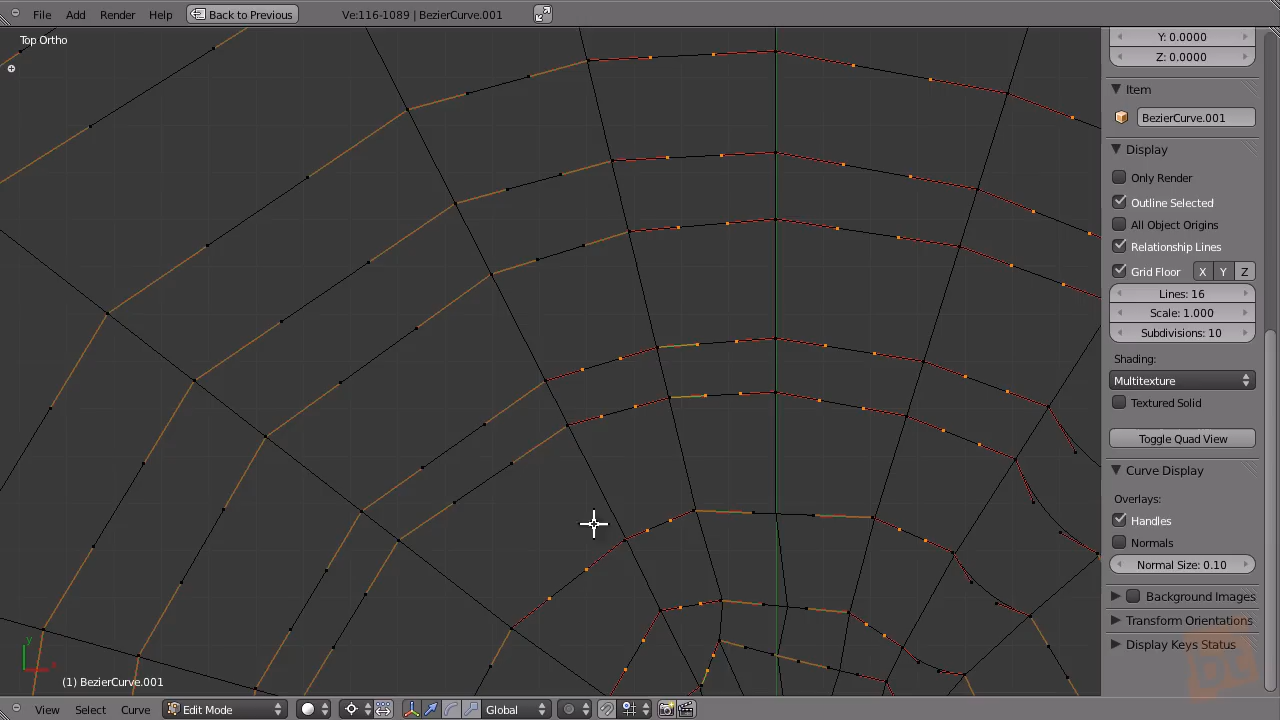 File Add Render Help Back to Previous Ve:116-1089 | BezierCurve.001
Top Ortho
Y: 0.0000
Z: 0.0000
Item
BezierCurve.001
Display
Only Render
Outline Selected
All Object Origins
Relationship Lines
Grid Floor X Y Z
Lines: 16
Scale: 1.000
Subdivisions: 10
Shading:
Multitexture
Textured Solid
Toggle Quad View
Curve Display
Overlays:
Handles
Normals
Normal Size: 0.10
Background Images
Transform Orientations
Display Keys Status
y
x
(1) BezierCurve.001
View Select Curve Edit Mode Global